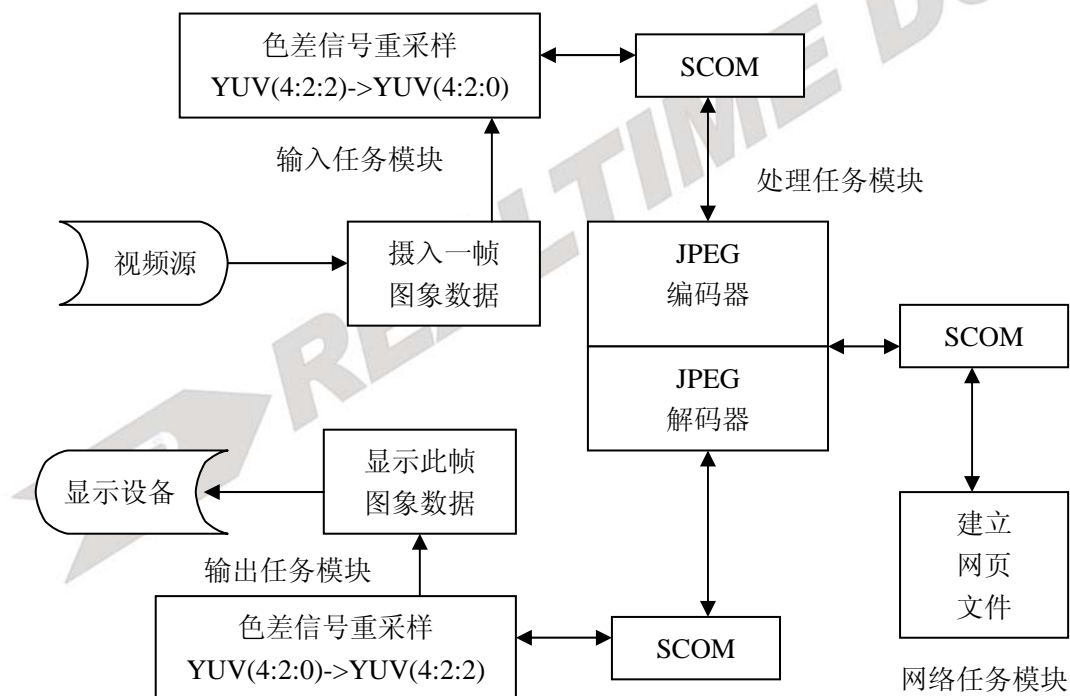 色差信号重采样
YUV(4:2:2)->YUV(4:2:0)
SCOM
输入任务模块
处理任务模块
视频源
摄入一帧
图象数据
JPEG
编码器
SCOM
JPEG
解码器
显示设备
显示此帧
图象数据
建立
网页
文件
输出任务模块
色差信号重采样
YUV(4:2:0)->YUV(4:2:2)
SCOM
网络任务模块
REALTIME